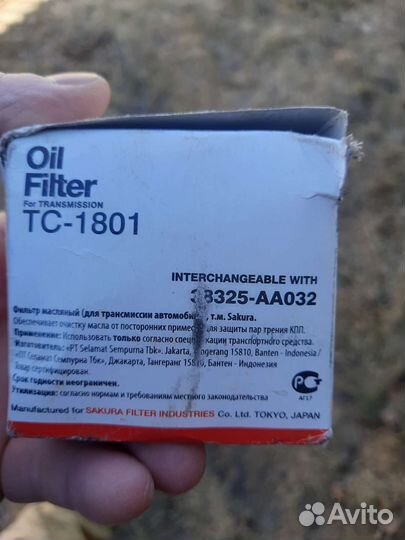 Oil
Filter
For TRANSMISSION
TC-1801
INTERCHANGEABLE WITH
38325-AA032
Фильтр масляный (для трансмиссии автомобиля), т.м. Sakura.
Обеспечивает очистку масла от посторонних примесей для защиты пар трения КПП.
Применение: Использовать только согласно спецификации транспортного средства.
Изготовитель: «PT Selamat Sempurna Tbk». Jakarta, Tangerang 15810, Banten - Indonesia /
«ПТ Селамат Семпурна Тбк», Джакарта, Тангеранг 15810, Бантен - Индонезия
Товар сертифицирован.
Срок годности неограничен.
Утилизация: согласно нормам и требованиям местного законодательства
АГ17
Manufactured for SAKURA FILTER INDUSTRIES Co. Ltd. TOKYO, JAPAN
Avito